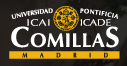 UNIVERSIDAD PONTIFICIA
ICAI ICADE
COMILLAS
MADRID